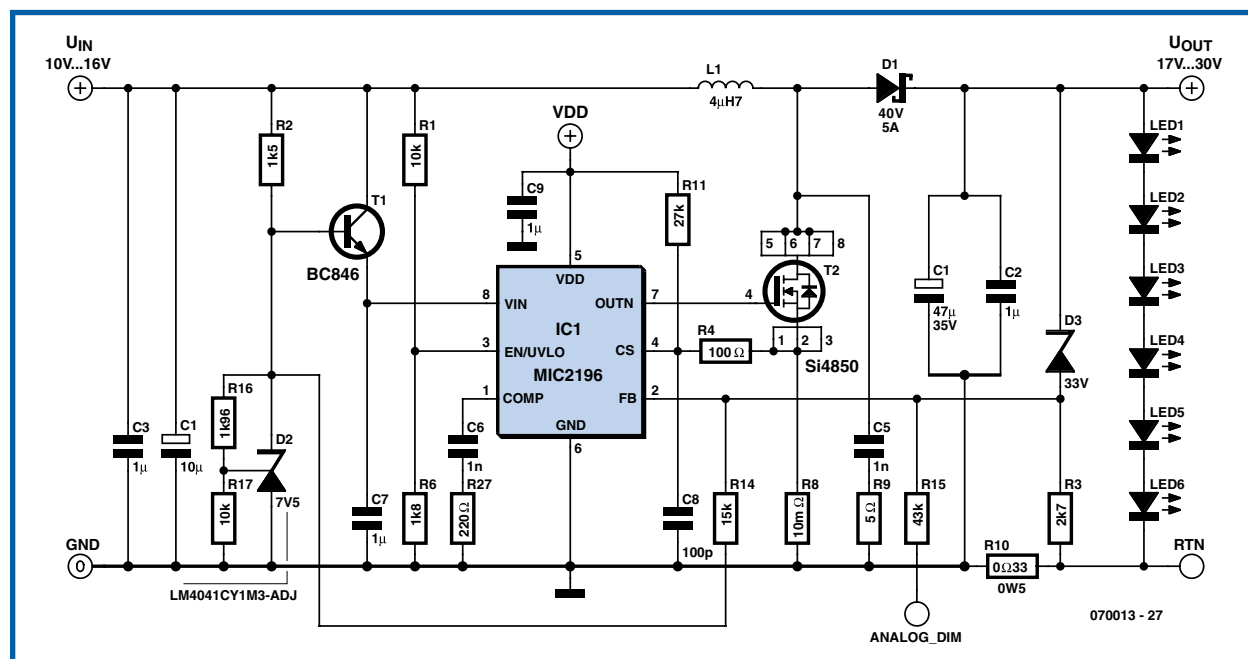 UIN
10V...16V
UOUT
17V...30V
L1
4µH7
D1
40V
5A
VDD
R2
1k5
R1
10k
T1
BC846
C9
1µ
R11
27k
5 6 7 8
T2
4
1 2 3
Si4850
LED1
LED2
LED3
LED4
LED5
LED6
C1
47µ
35V
C2
1µ
D3
33V
5
VDD
8 VIN
OUTN 7
IC1
3 EN/UVLO
CS 4
MIC2196
1 COMP
FB 2
GND
6
R4
100Ω
R16
1k96
D2
7V5
R17
10k
C3
1µ
C1
10µ
C7
1µ
R6
1k8
C6
1n
R27
220Ω
C8
100p
R14
15k
R8
10mΩ
C5
1n
R9
5Ω
R15
43k
R3
2k7
R10
0Ω33
0W5
GND
0
RTN
LM4041CY1M3-ADJ
ANALOG_DIM
070013 - 27